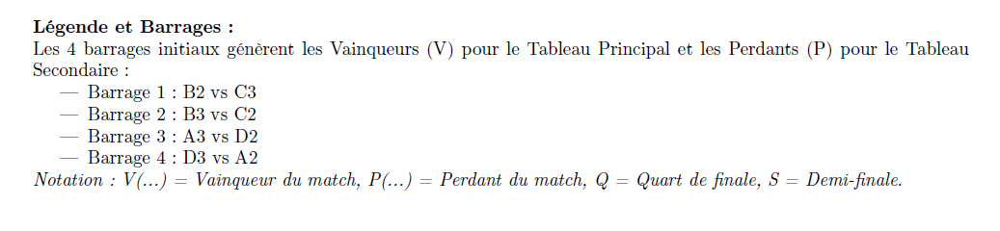 Légende et Barrages :
Les 4 barrages initiaux génèrent les Vainqueurs (V) pour le Tableau Principal et les Perdants (P) pour le Tableau
Secondaire :
— Barrage 1 : B2 vs C3
— Barrage 2 : B3 vs C2
— Barrage 3 : A3 vs D2
— Barrage 4 : D3 vs A2
Notation : V(...) = Vainqueur du match, P(...) = Perdant du match, Q = Quart de finale, S = Demi-finale.